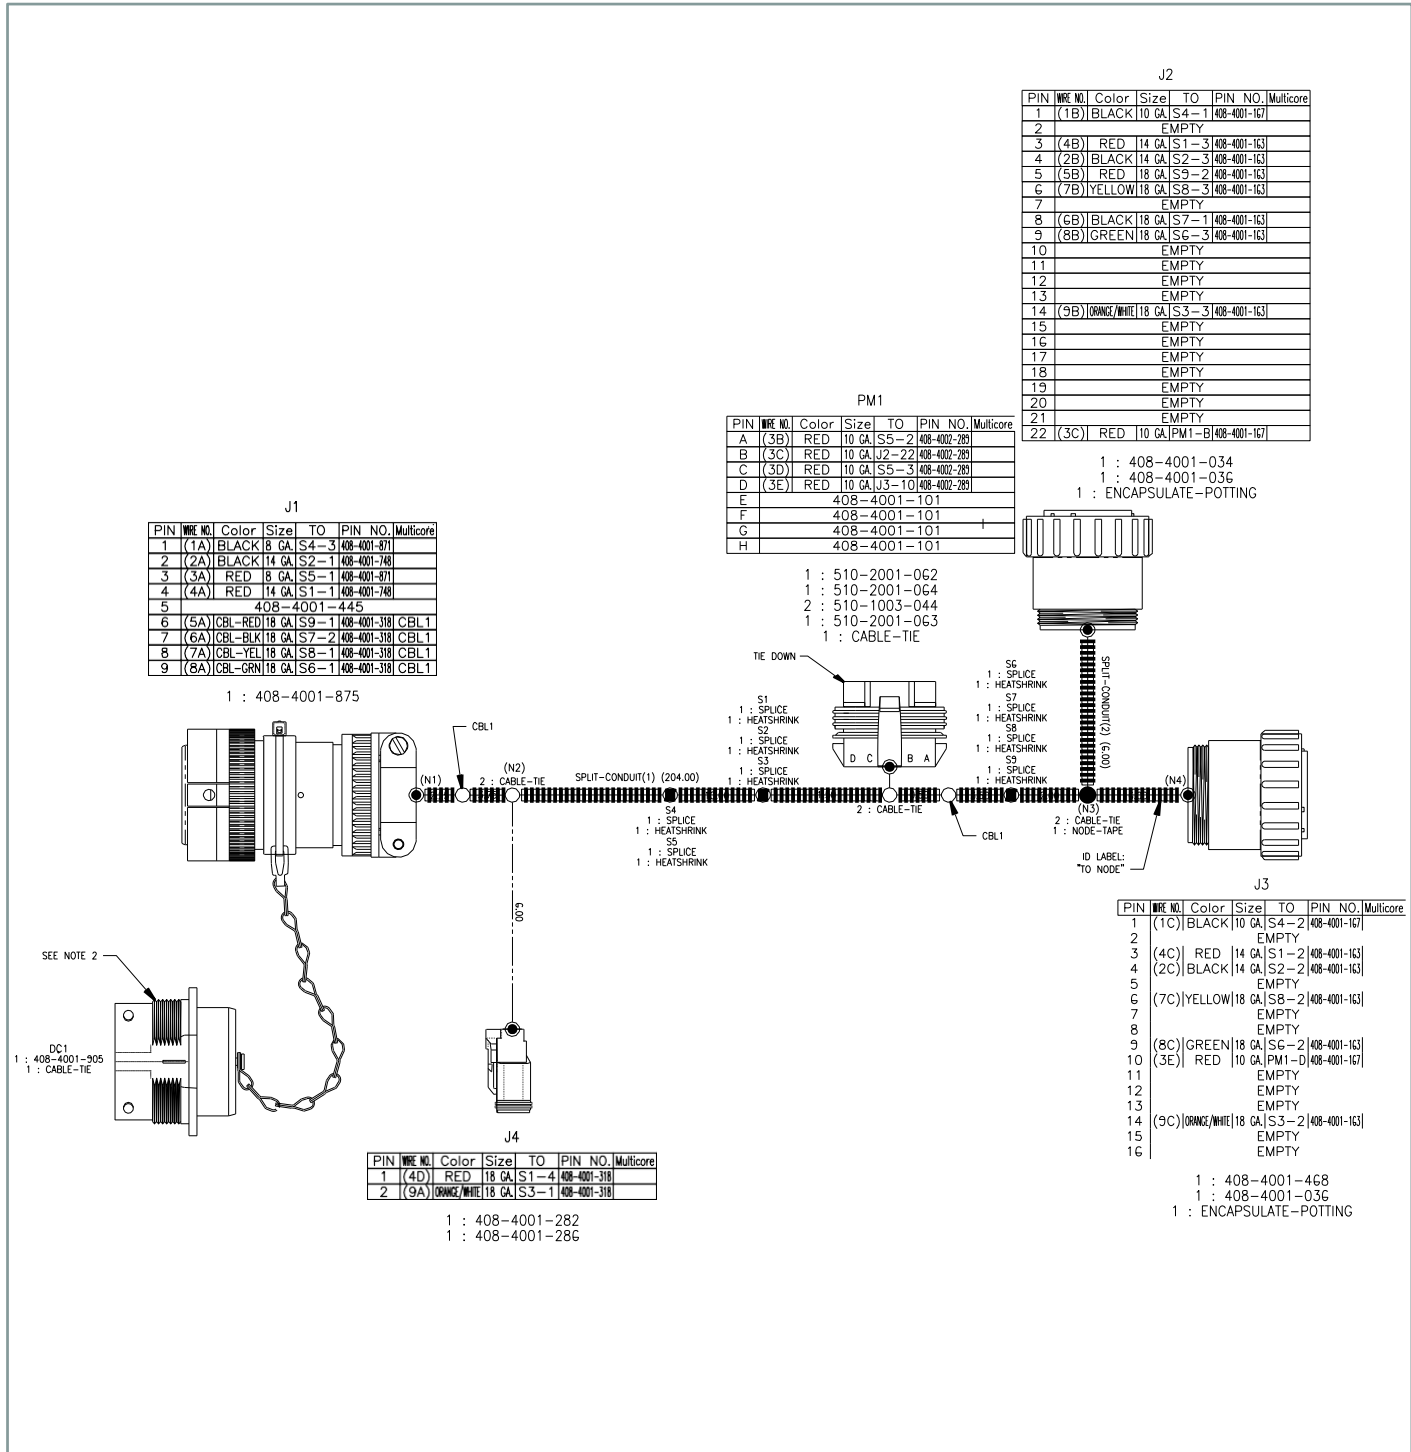 J2
PIN WIRE NO. Color Size TO PIN NO. Multicore
1 (1B) BLACK 10 GA. S4-1 408-4001-167
2 EMPTY
3 (4B) RED 14 GA. S1-3 408-4001-163
4 (2B) BLACK 14 GA. S2-3 408-4001-163
5 (5B) RED 18 GA. S9-2 408-4001-163
6 (7B) YELLOW 18 GA. S8-3 408-4001-163
7 EMPTY
8 (6B) BLACK 18 GA. S7-1 408-4001-163
9 (8B) GREEN 18 GA. S6-3 408-4001-163
10 EMPTY
11 EMPTY
12 EMPTY
13 EMPTY
14 (9B) ORANGE/WHITE 18 GA. S3-3 408-4001-163
15 EMPTY
16 EMPTY
17 EMPTY
18 EMPTY
19 EMPTY
20 EMPTY
21 EMPTY
22 (3C) RED 10 GA. PM1-B 408-4001-167
1 : 408-4001-034
1 : 408-4001-036
1 : ENCAPSULATE-POTTING
PM1
PIN WIRE NO. Color Size TO PIN NO. Multicore
A (3B) RED 10 GA. S5-2 408-4002-289
B (3C) RED 10 GA. J2-22 408-4002-289
C (3D) RED 10 GA. S5-3 408-4002-289
D (3E) RED 10 GA. J3-10 408-4002-289
E 408-4001-101
F 408-4001-101
G 408-4001-101
H 408-4001-101
1 : 510-2001-062
1 : 510-2001-064
2 : 510-1003-044
1 : 510-2001-063
1 : CABLE-TIE
J1
PIN WIRE NO. Color Size TO PIN NO. Multicore
1 (1A) BLACK 8 GA. S4-3 408-4001-871
2 (2A) BLACK 14 GA. S2-1 408-4001-748
3 (3A) RED 8 GA. S5-1 408-4001-871
4 (4A) RED 14 GA. S1-1 408-4001-748
5 408-4001-445
6 (5A) CBL-RED 18 GA. S9-1 408-4001-318 CBL1
7 (6A) CBL-BLK 18 GA. S7-2 408-4001-318 CBL1
8 (7A) CBL-YEL 18 GA. S8-1 408-4001-318 CBL1
9 (8A) CBL-GRN 18 GA. S6-1 408-4001-318 CBL1
1 : 408-4001-875
TIE DOWN
D C B A
CBL1
(N1)
(N2)
2 : CABLE-TIE
SPLIT-CONDUIT(1) (204.00)
S1
1 : SPLICE
1 : HEATSHRINK
S2
1 : SPLICE
1 : HEATSHRINK
S3
1 : SPLICE
1 : HEATSHRINK
S4
1 : SPLICE
1 : HEATSHRINK
S5
1 : SPLICE
1 : HEATSHRINK
2 : CABLE-TIE
CBL1
S6
1 : SPLICE
1 : HEATSHRINK
S7
1 : SPLICE
1 : HEATSHRINK
S8
1 : SPLICE
1 : HEATSHRINK
S9
1 : SPLICE
1 : HEATSHRINK
SPLIT-CONDUIT(2) (6.00)
(N3)
2 : CABLE-TIE
1 : NODE-TAPE
(N4)
ID LABEL:
"TO NODE"
6.00
SEE NOTE 2
DC1
1 : 408-4001-905
1 : CABLE-TIE
J3
PIN WIRE NO. Color Size TO PIN NO. Multicore
1 (1C) BLACK 10 GA. S4-2 408-4001-167
2 EMPTY
3 (4C) RED 14 GA. S1-2 408-4001-163
4 (2C) BLACK 14 GA. S2-2 408-4001-163
5 EMPTY
6 (7C) YELLOW 18 GA. S8-2 408-4001-163
7 EMPTY
8 EMPTY
9 (8C) GREEN 18 GA. S6-2 408-4001-163
10 (3E) RED 10 GA. PM1-D 408-4001-167
11 EMPTY
12 EMPTY
13 EMPTY
14 (9C) ORANGE/WHITE 18 GA. S3-2 408-4001-163
15 EMPTY
16 EMPTY
1 : 408-4001-468
1 : 408-4001-036
1 : ENCAPSULATE-POTTING
J4
PIN WIRE NO. Color Size TO PIN NO. Multicore
1 (4D) RED 18 GA. S1-4 408-4001-318
2 (9A) ORANGE/WHITE 18 GA. S3-1 408-4001-318
1 : 408-4001-282
1 : 408-4001-286